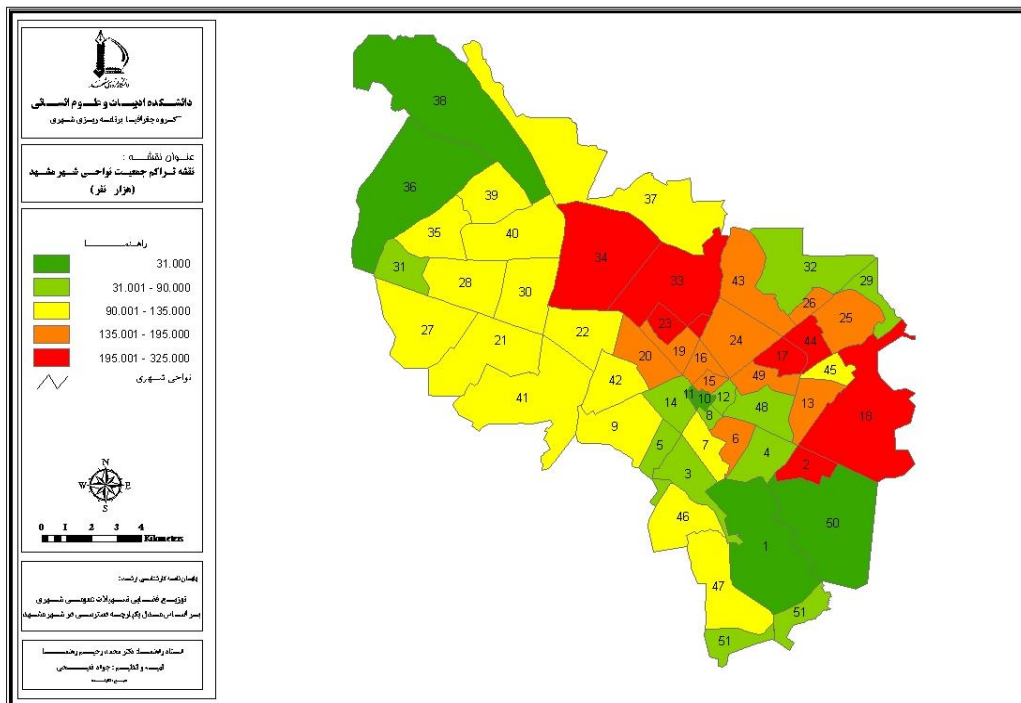 دانشکده ادبیات و علوم انسانی
گروه جغرافیا برنامه ریزی شهری
عنوان نقشه :
نقشه تراکم جمعیت نواحی شهر مشهد
(هزار نفر)
راهنما
31.000
31.001 - 90.000
90.001 - 135.000
135.001 - 195.000
195.001 - 325.000
نواحی شهری
N
W E
S
0 1 2 3 4
Kilometers
پایان نامه کارشناسی ارشد:
توزیع فضایی تسهیلات عمومی شهری
بر اساس مدل یکپارچه دسترسی در شهر مشهد
استاد راهنما: دکتر محمد رحیم رهنما
تهیه و تنظیم : جواد
38
36
39
37
35
40
31
34
33
43
32
29
28
30
26
25
27
21
22
23
24
44
20
19
16
17
45
41
42
15
49
11
10
12
13
18
14
8
48
9
5
7
6
4
2
3
46
50
1
47
51
51